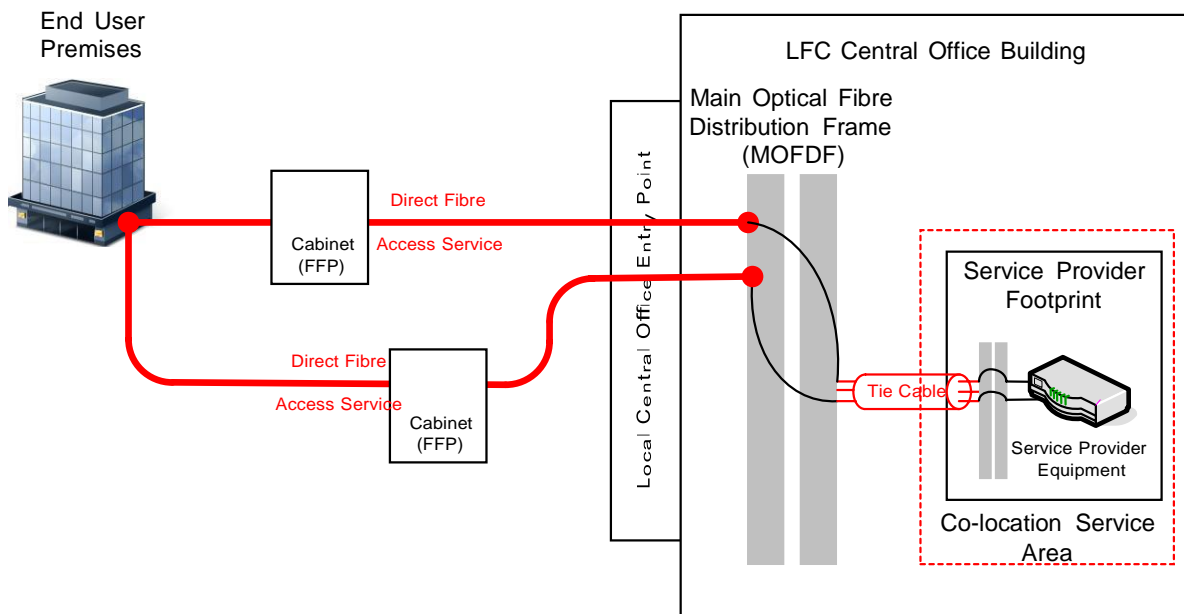 End User
Premises
LFC Central Office Building
Main Optical Fibre
Distribution Frame
(MOFDF)
Local Central Office Entry Point
Direct Fibre
Access Service
Cabinet
(FFP)
Direct Fibre
Access Service
Cabinet
(FFP)
Tie Cable
Service Provider
Footprint
Service Provider
Equipment
Co-location Service
Area